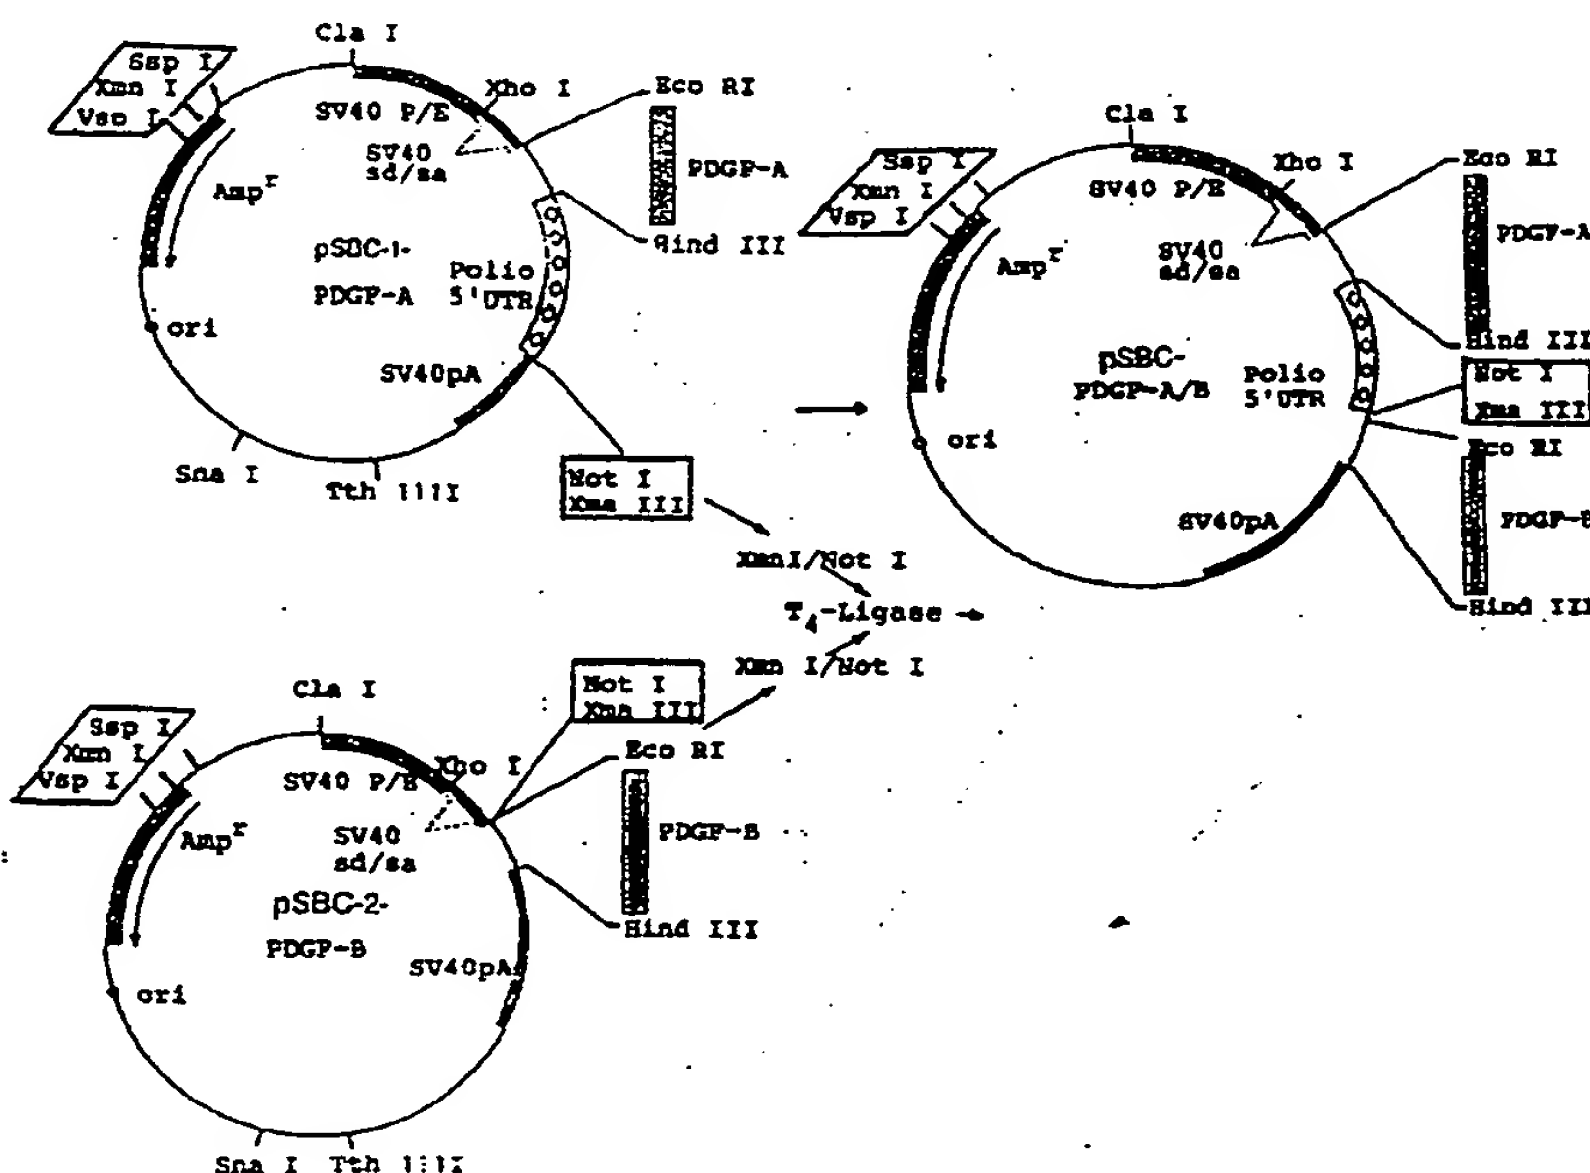 Cla I
Ssp I
Xmn I
Vsp I
Xho I
Eco RI
SV40 P/E
SV40
sd/sa
PDGF-A
Amp^r
Hind III
pSBC-1-
PDGF-A
Polio
5'UTR
ori
SV40pA
Sna I
Tth 111I
Not I
Xma III
XmnI/Not I
T4-Ligase
Xmn I/Not I
Cla I
Ssp I
Xmn I
Vsp I
Xho I
Eco RI
SV40 P/E
SV40
sd/sa
PDGF-A
Amp^r
Hind III
pSBC-
PDGF-A/B
Polio
5'UTR
Not I
Xma III
ori
Eco RI
SV40pA
PDGF-B
Hind III
Not I
Xma III
Cla I
Ssp I
Xmn I
Vsp I
Xho I
Eco RI
SV40 P/E
SV40
sd/sa
PDGF-B
Amp^r
pSBC-2-
PDGF-B
Hind III
SV40pA
ori
Sna I
Tth 111I